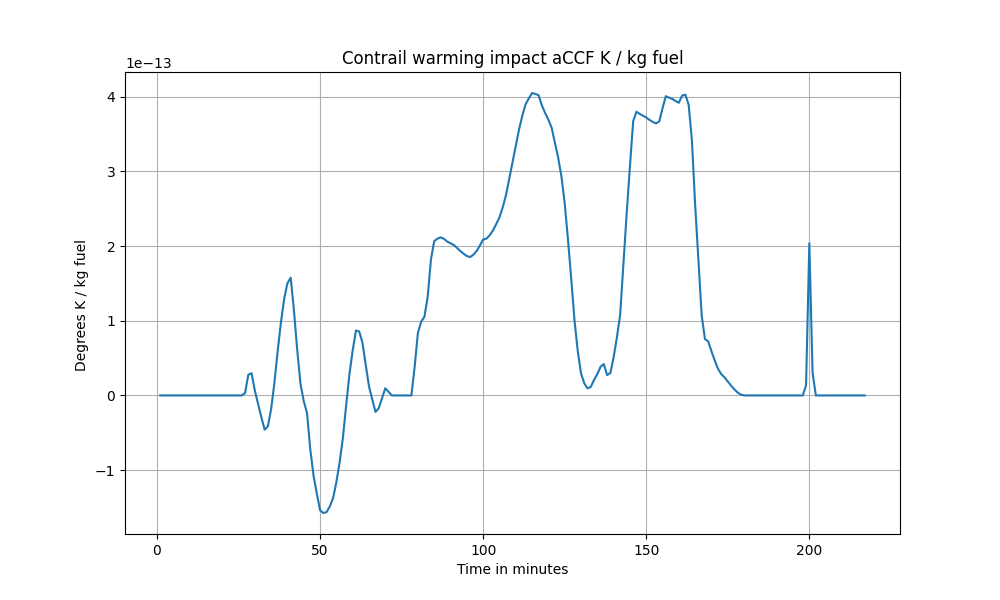 Contrail warming impact aCCF K / kg fuel
1e−13
4
3
2
1
0
−1
Degrees K / kg fuel
0 50 100 150 200
Time in minutes